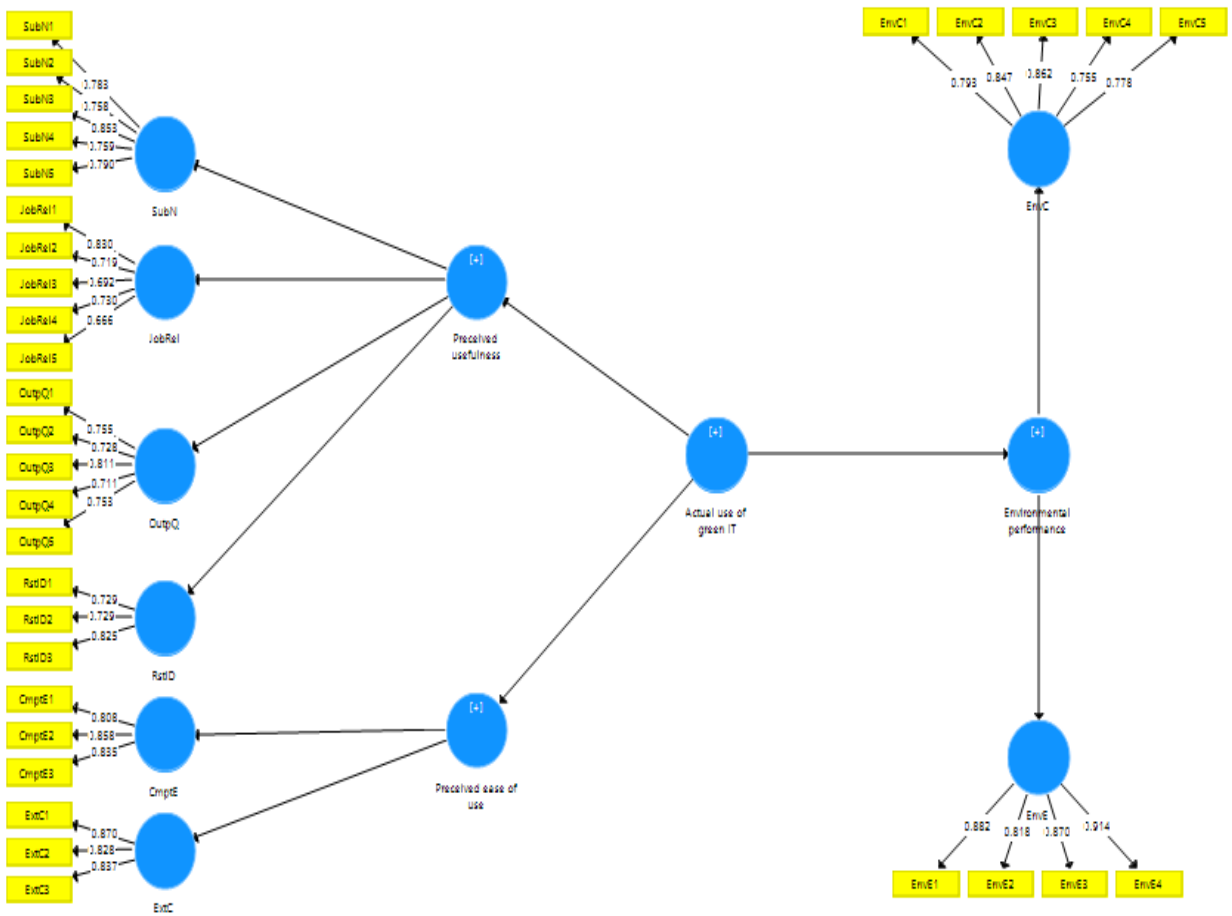 SubN1
SubN2
SubN3
SubN4
SubN5
0.783
0.758
0.853
0.759
0.790
SubN
JobRel1
JobRel2
JobRel3
JobRel4
JobRel5
0.830
0.719
0.692
0.730
0.666
JobRel
OutpQ1
OutpQ2
OutpQ3
OutpQ4
OutpQ5
0.755
0.728
0.811
0.711
0.753
OutpQ
RstlD1
RstlD2
RstlD3
0.729
0.729
0.825
RstlD
CmptE1
CmptE2
CmptE3
0.808
0.858
0.835
CmptE
ExtC1
ExtC2
ExtC3
0.870
0.828
0.837
ExtC
[+]
Preceived
usefulness
[+]
Preceived ease of
use
[+]
Actual use of
green IT
[+]
Environmental
performance
EnvC1
EnvC2
EnvC3
EnvC4
EnvC5
0.793
0.847
0.862
0.755
0.778
EnvC
EnvE
0.882
0.818
0.870
0.914
EnvE1
EnvE2
EnvE3
EnvE4